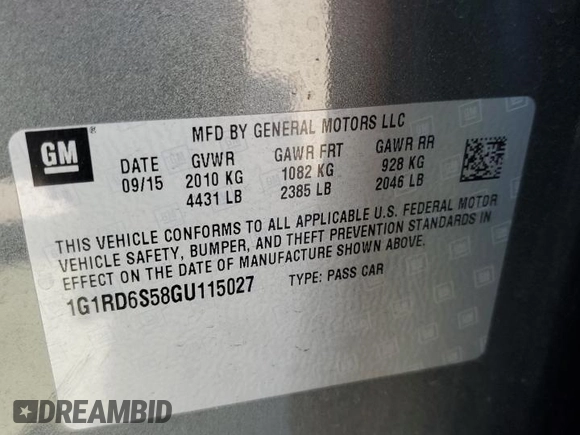 GM
MFD BY GENERAL MOTORS LLC
DATE GVWR GAWR FRT GAWR RR
09/15 2010 KG 1082 KG 928 KG
4431 LB 2385 LB 2046 LB
THIS VEHICLE CONFORMS TO ALL APPLICABLE U.S. FEDERAL MOTOR
VEHICLE SAFETY, BUMPER, AND THEFT PREVENTION STANDARDS IN
EFFECT ON THE DATE OF MANUFACTURE SHOWN ABOVE.
1G1RD6S58GU115027 TYPE: PASS CAR
DREAMBID